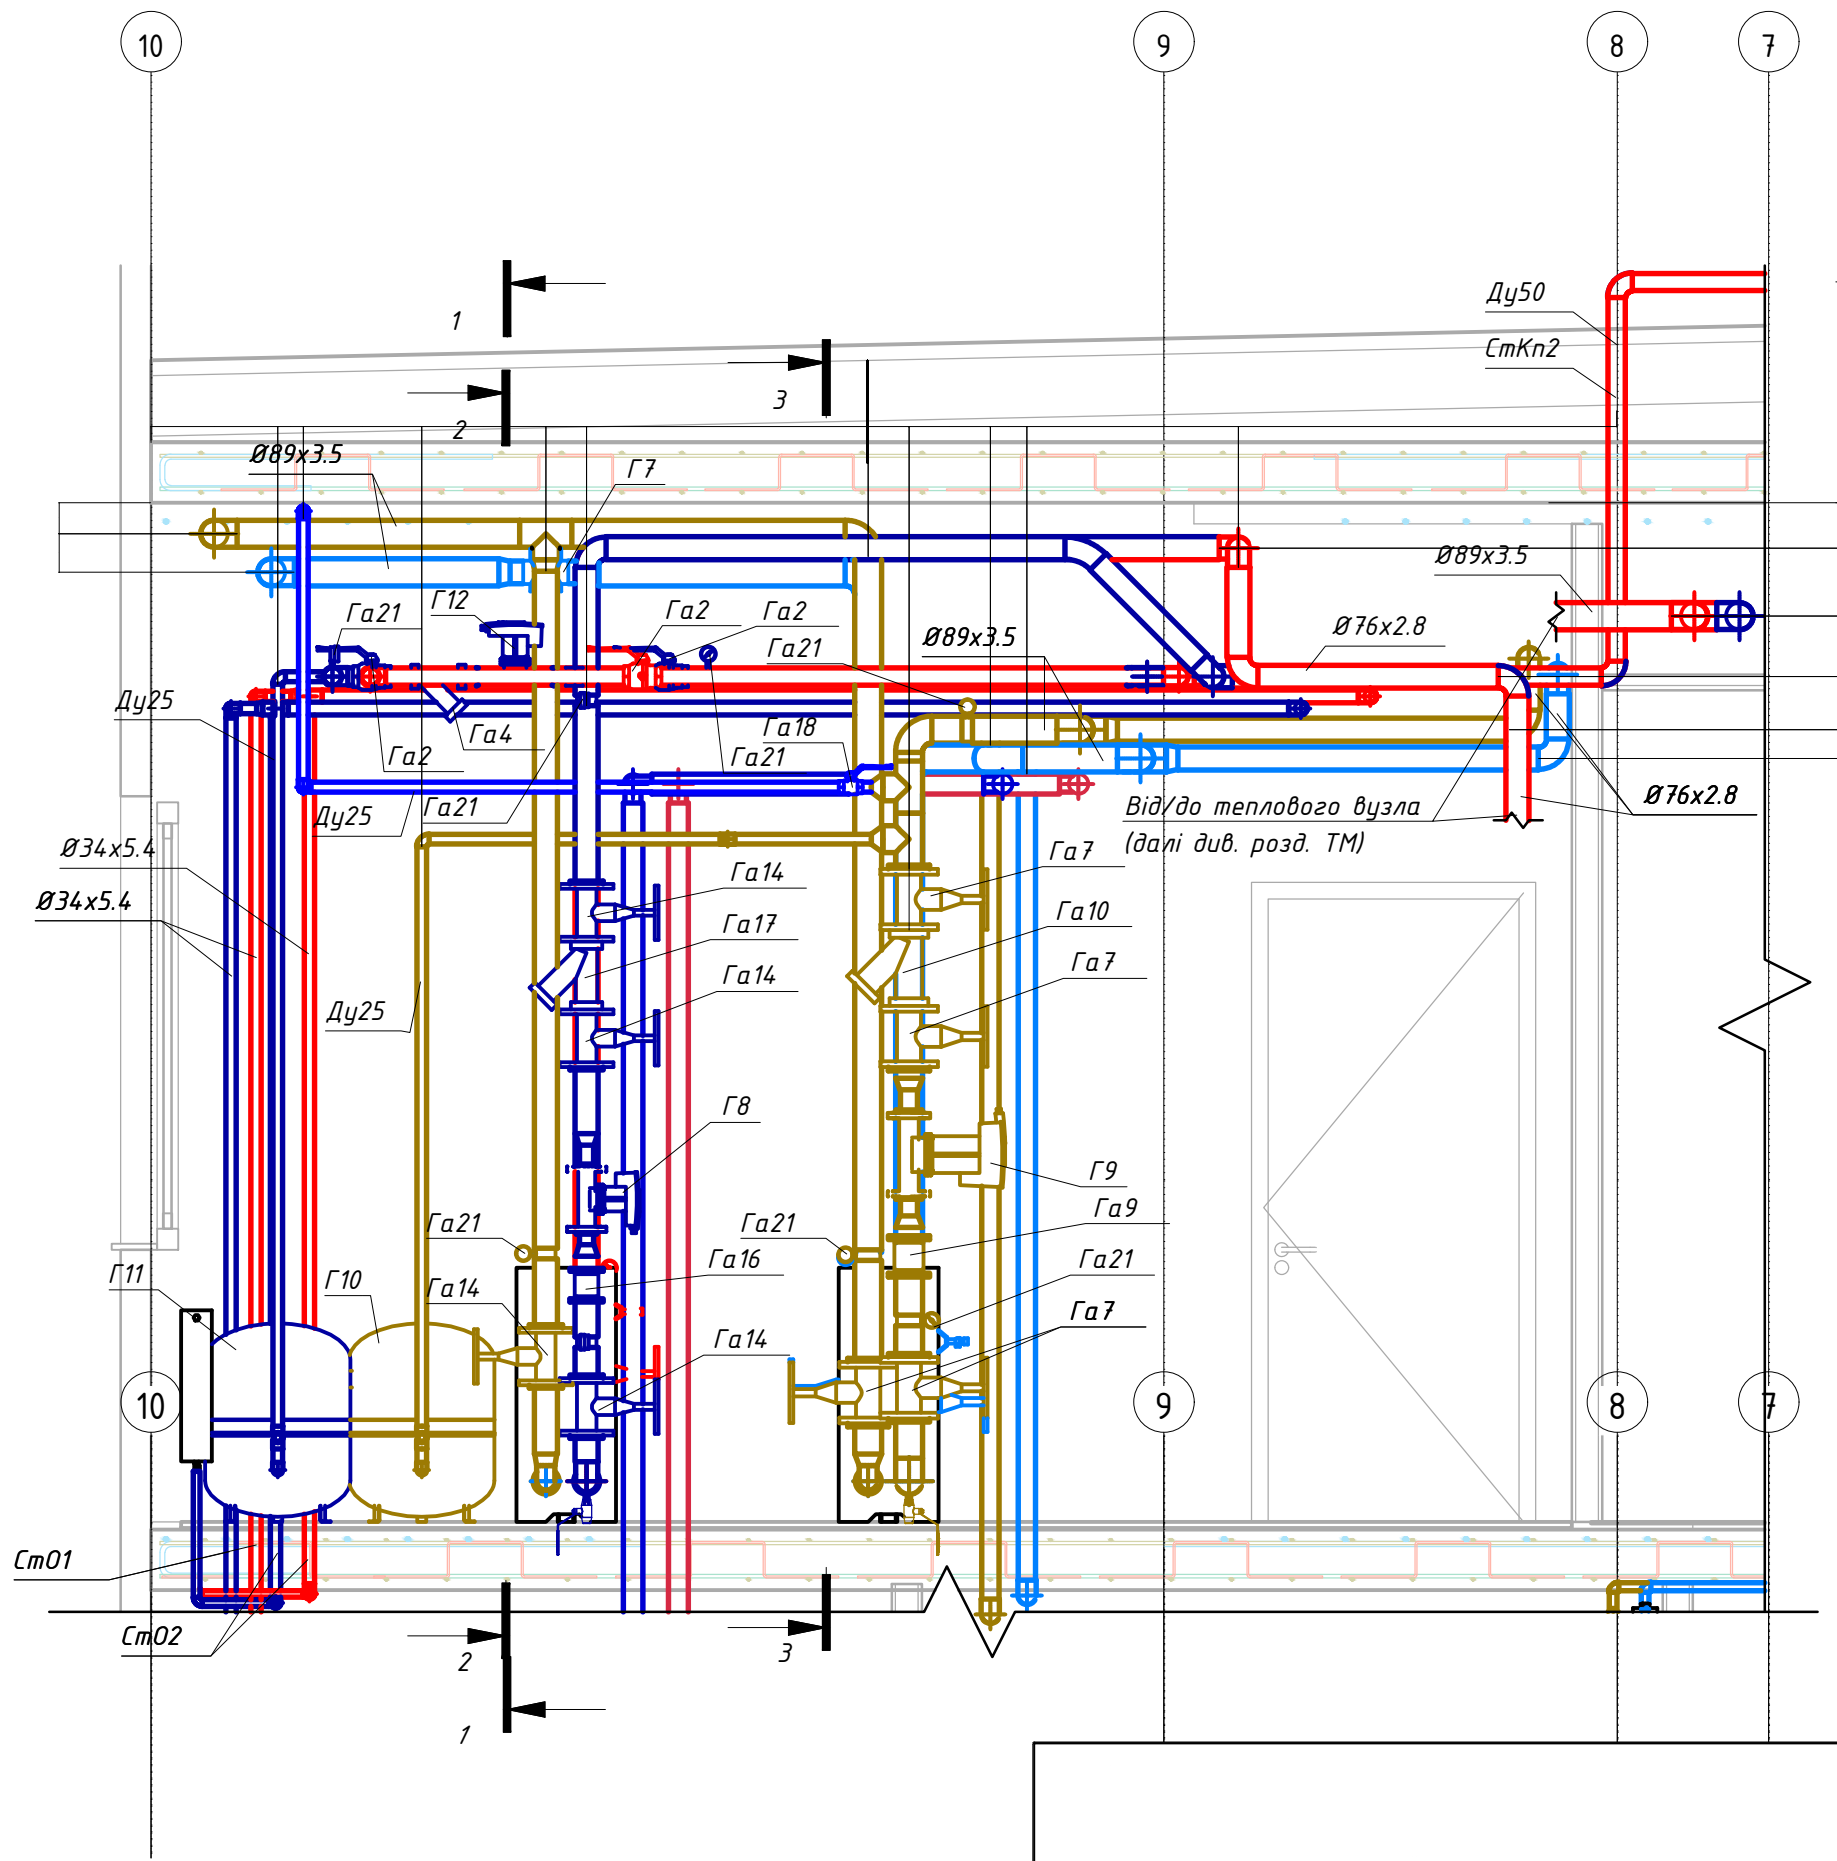 10
9
8
7
1
2
3
Ду50
СтКп2
Ø89x3.5
Г7
Га21
Г12
Га2
Га2
Га21
Ø89x3.5
Ø76x2.8
Ø89x3.5
Ду25
Га4
Га2
Га18
Га21
Ду25
Га21
Від/до теплового вузла
(далі див. розд. ТМ)
Ø76x2.8
Ø34x5.4
Ø34x5.4
Га14
Га7
Га17
Га10
Га14
Га7
Ду25
Г8
Г9
Га21
Га21
Га9
Г11
Г10
Га14
Га16
Га21
Га14
Га7
10
9
8
7
СтО1
СтО2
2
3
1